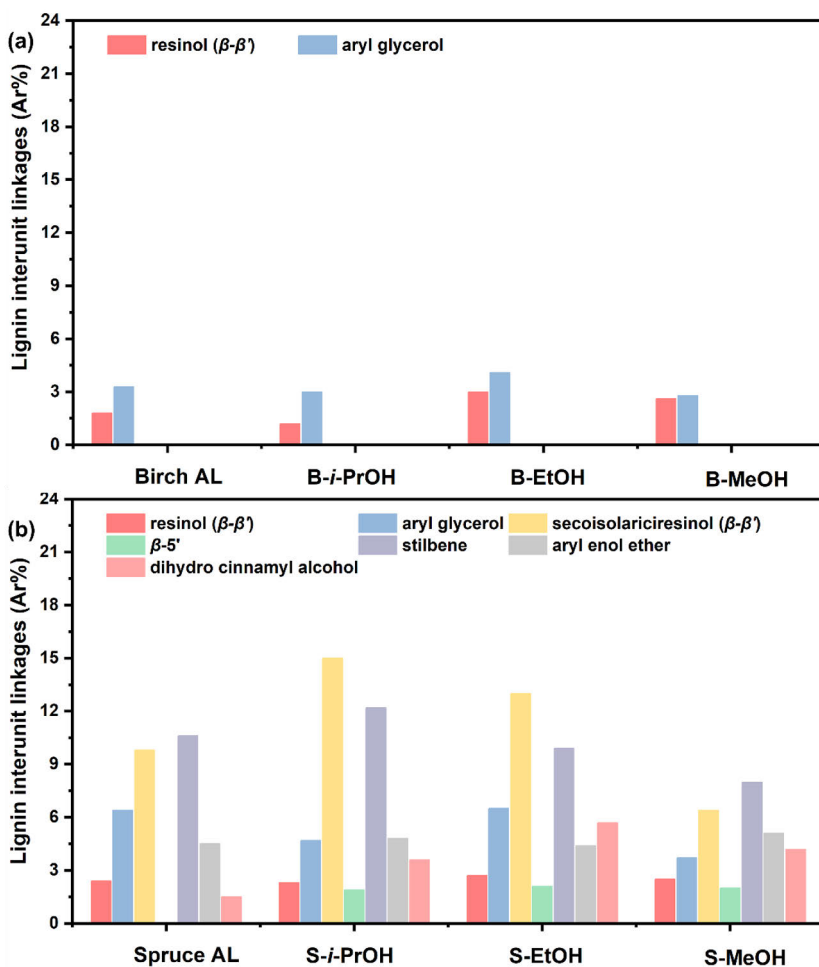 (a)
resinol (β-β') aryl glycerol
Lignin interunit linkages (Ar%)
24
21
18
15
12
9
6
3
0
Birch AL B-i-PrOH B-EtOH B-MeOH
(b)
resinol (β-β') aryl glycerol secoisolariciresinol (β-β')
β-5' stilbene aryl enol ether
dihydro cinnamyl alcohol
Lignin interunit linkages (Ar%)
24
21
18
15
12
9
6
3
0
Spruce AL S-i-PrOH S-EtOH S-MeOH